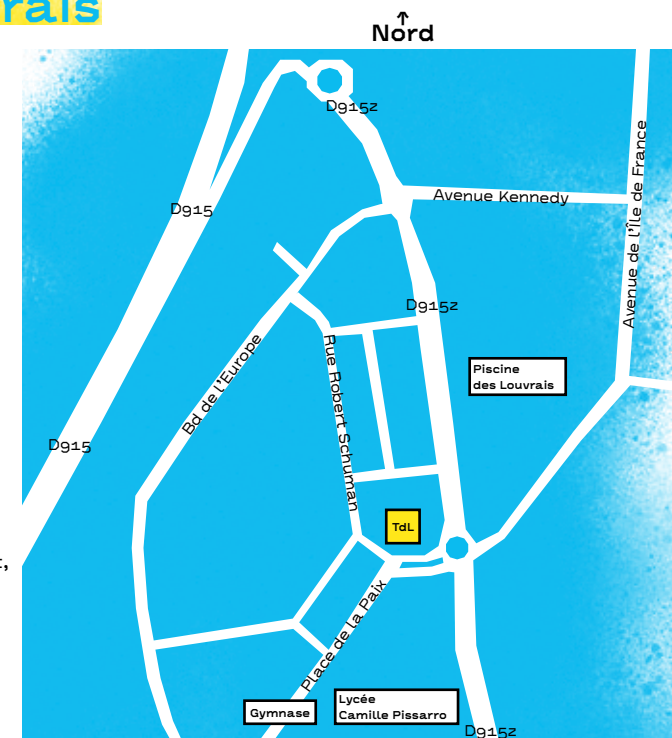 rais
Nord
D915z
Avenue Kennedy
Avenue de l'Île de France
D915
D915z
Piscine
des Louvrais
Bd de l'Europe
Rue Robert Schuman
D915
TdL
Place de la Paix
Gymnase
Lycée
Camille Pissarro
D915z